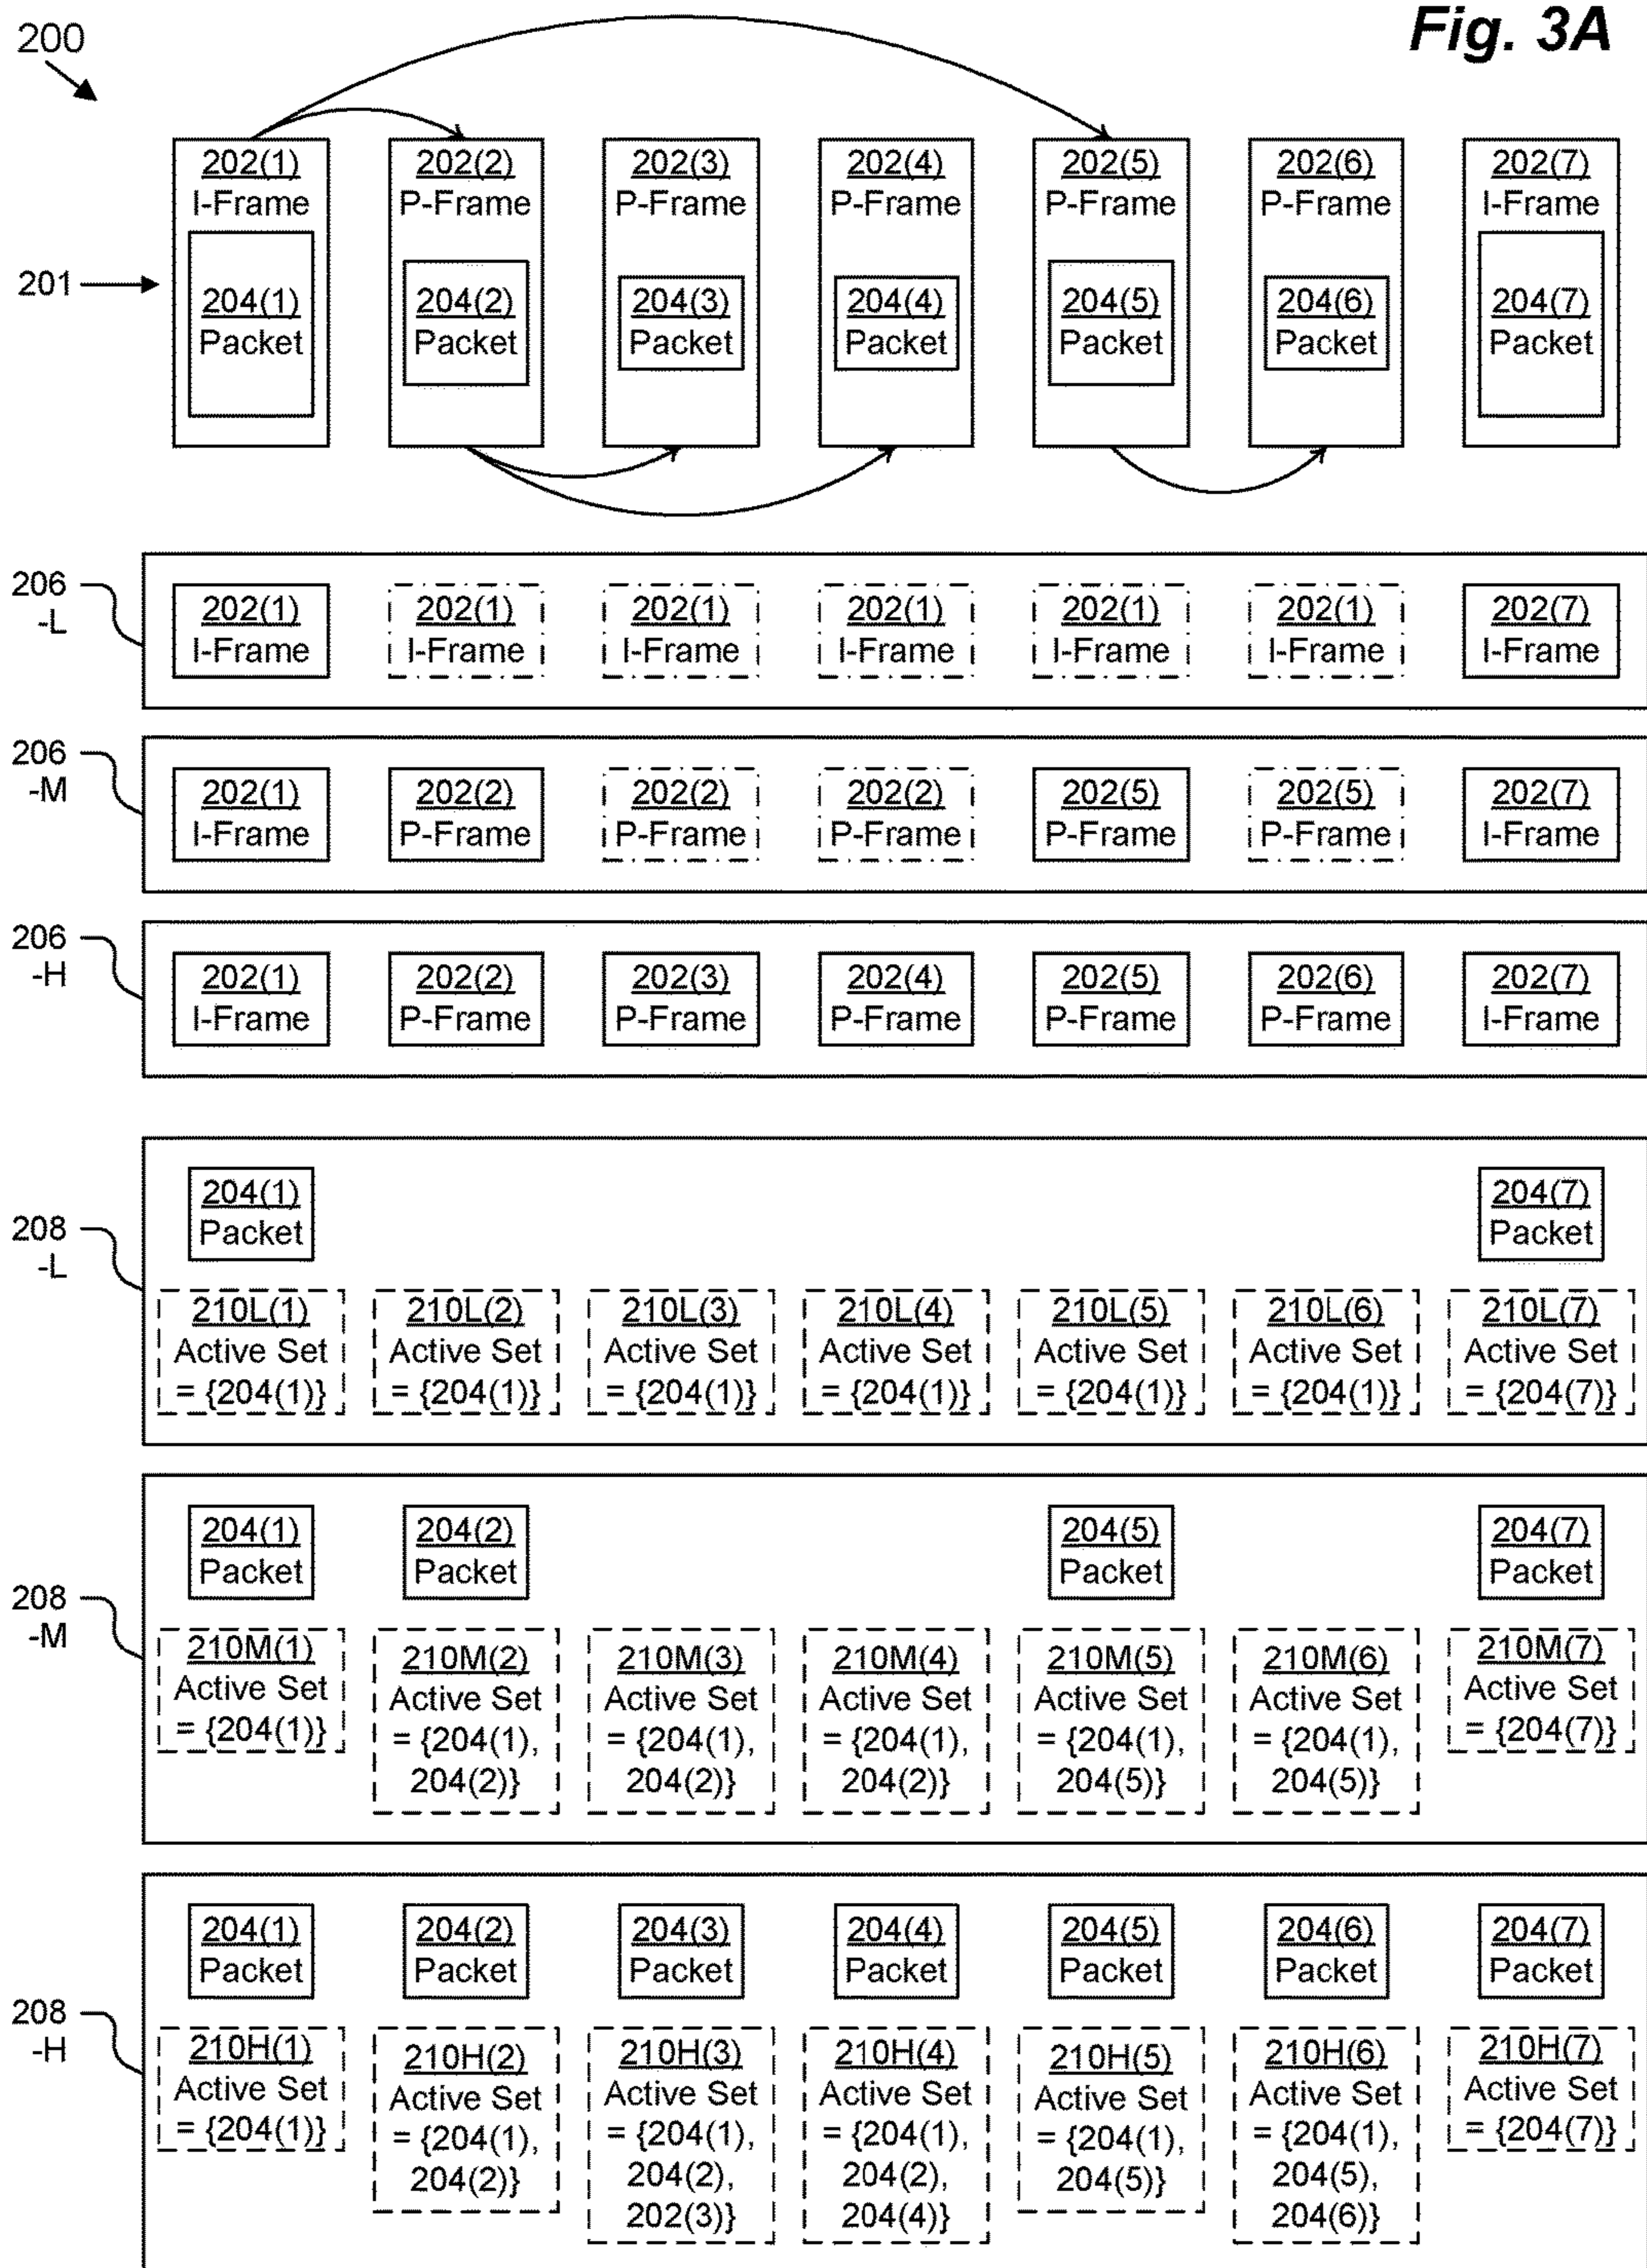 Fig. 3A
200
202(1) 202(2) 202(3) 202(4) 202(5) 202(6) 202(7)
I-Frame P-Frame P-Frame P-Frame P-Frame P-Frame I-Frame
201
204(1) 204(2) 204(3) 204(4) 204(5) 204(6) 204(7)
Packet Packet Packet Packet Packet Packet Packet
206
-L
202(1) 202(1) 202(1) 202(1) 202(1) 202(1) 202(7)
I-Frame I-Frame I-Frame I-Frame I-Frame I-Frame I-Frame
206
-M
202(1) 202(2) 202(2) 202(2) 202(5) 202(5) 202(7)
I-Frame P-Frame P-Frame P-Frame P-Frame P-Frame I-Frame
206
-H
202(1) 202(2) 202(3) 202(4) 202(5) 202(6) 202(7)
I-Frame P-Frame P-Frame P-Frame P-Frame P-Frame I-Frame
208
-L
204(1) 204(7)
Packet Packet
210L(1) 210L(2) 210L(3) 210L(4) 210L(5) 210L(6) 210L(7)
Active Set Active Set Active Set Active Set Active Set Active Set Active Set
= {204(1)} = {204(1)} = {204(1)} = {204(1)} = {204(1)} = {204(1)} = {204(7)}
208
-M
204(1) 204(2) 204(5) 204(7)
Packet Packet Packet Packet
210M(1) 210M(2) 210M(3) 210M(4) 210M(5) 210M(6) 210M(7)
Active Set Active Set Active Set Active Set Active Set Active Set Active Set
= {204(1)} = {204(1), = {204(1), = {204(1), = {204(1), = {204(1), = {204(7)}
204(2)} 204(2)} 204(2)} 204(5)} 204(5)}
208
-H
204(1) 204(2) 204(3) 204(4) 204(5) 204(6) 204(7)
Packet Packet Packet Packet Packet Packet Packet
210H(1) 210H(2) 210H(3) 210H(4) 210H(5) 210H(6) 210H(7)
Active Set Active Set Active Set Active Set Active Set Active Set Active Set
= {204(1)} = {204(1), = {204(1), = {204(1), = {204(1), = {204(1), = {204(7)}
204(2)} 204(2), 204(2), 204(5)} 204(5),
202(3)} 204(4)} 204(6)}